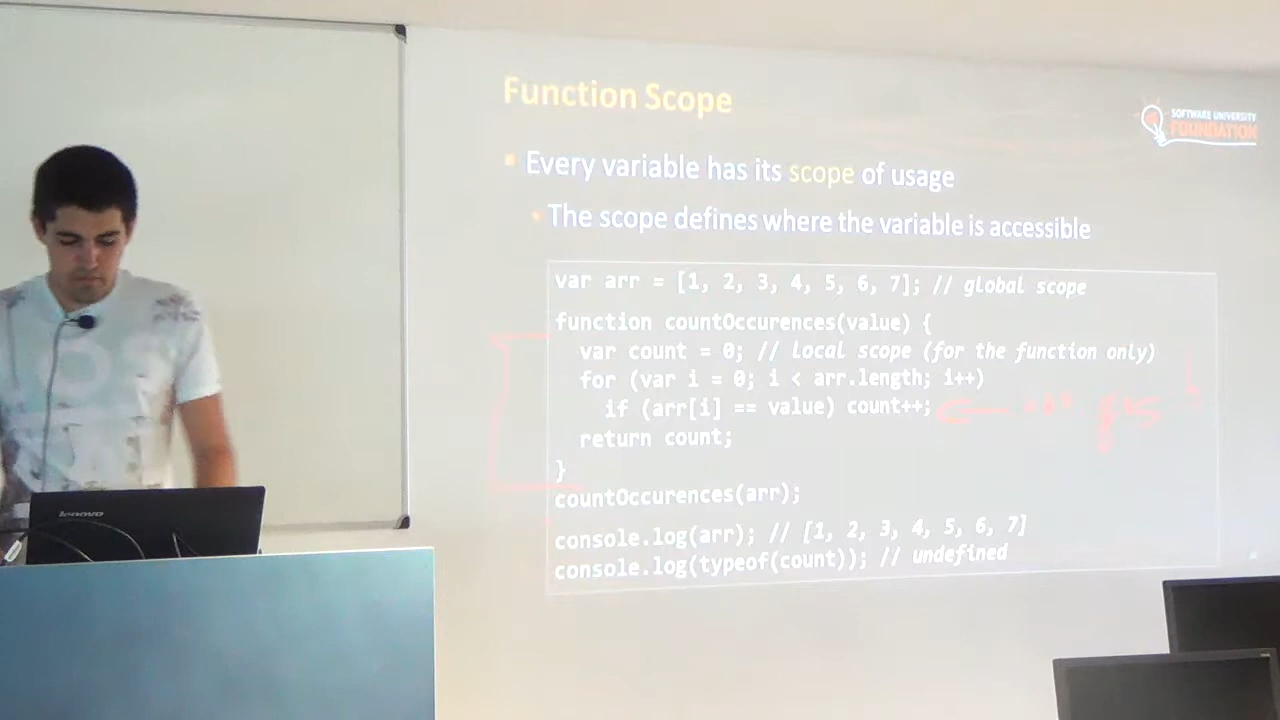 Function Scope
SOFTWARE UNIVERSITY
FOUNDATION
Every variable has its scope of usage
The scope defines where the variable is accessible
var arr = [1, 2, 3, 4, 5, 6, 7]; // global scope
function countOccurences(value) {
var count = 0; // Local scope (for the function only)
for (var i = 0; i < arr.length; i++)
if (arr[i] == value) count++;
return count;
}
countOccurences(arr);
console.log(arr); // [1, 2, 3, 4, 5, 6, 7]
console.log(typeof(count)); // undefined
lenovo